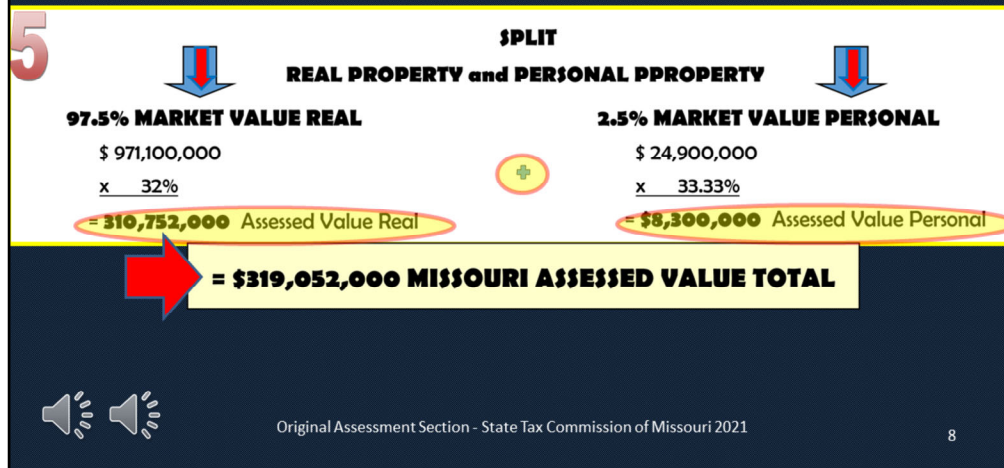 5
SPLIT
REAL PROPERTY and PERSONAL PPROPERTY
97.5% MARKET VALUE REAL
$ 971,100,000
x 32%
= 310,752,000 Assessed Value Real
2.5% MARKET VALUE PERSONAL
$ 24,900,000
x 33.33%
= $8,300,000 Assessed Value Personal
= $319,052,000 MISSOURI ASSESSED VALUE TOTAL
Original Assessment Section - State Tax Commission of Missouri 2021
8